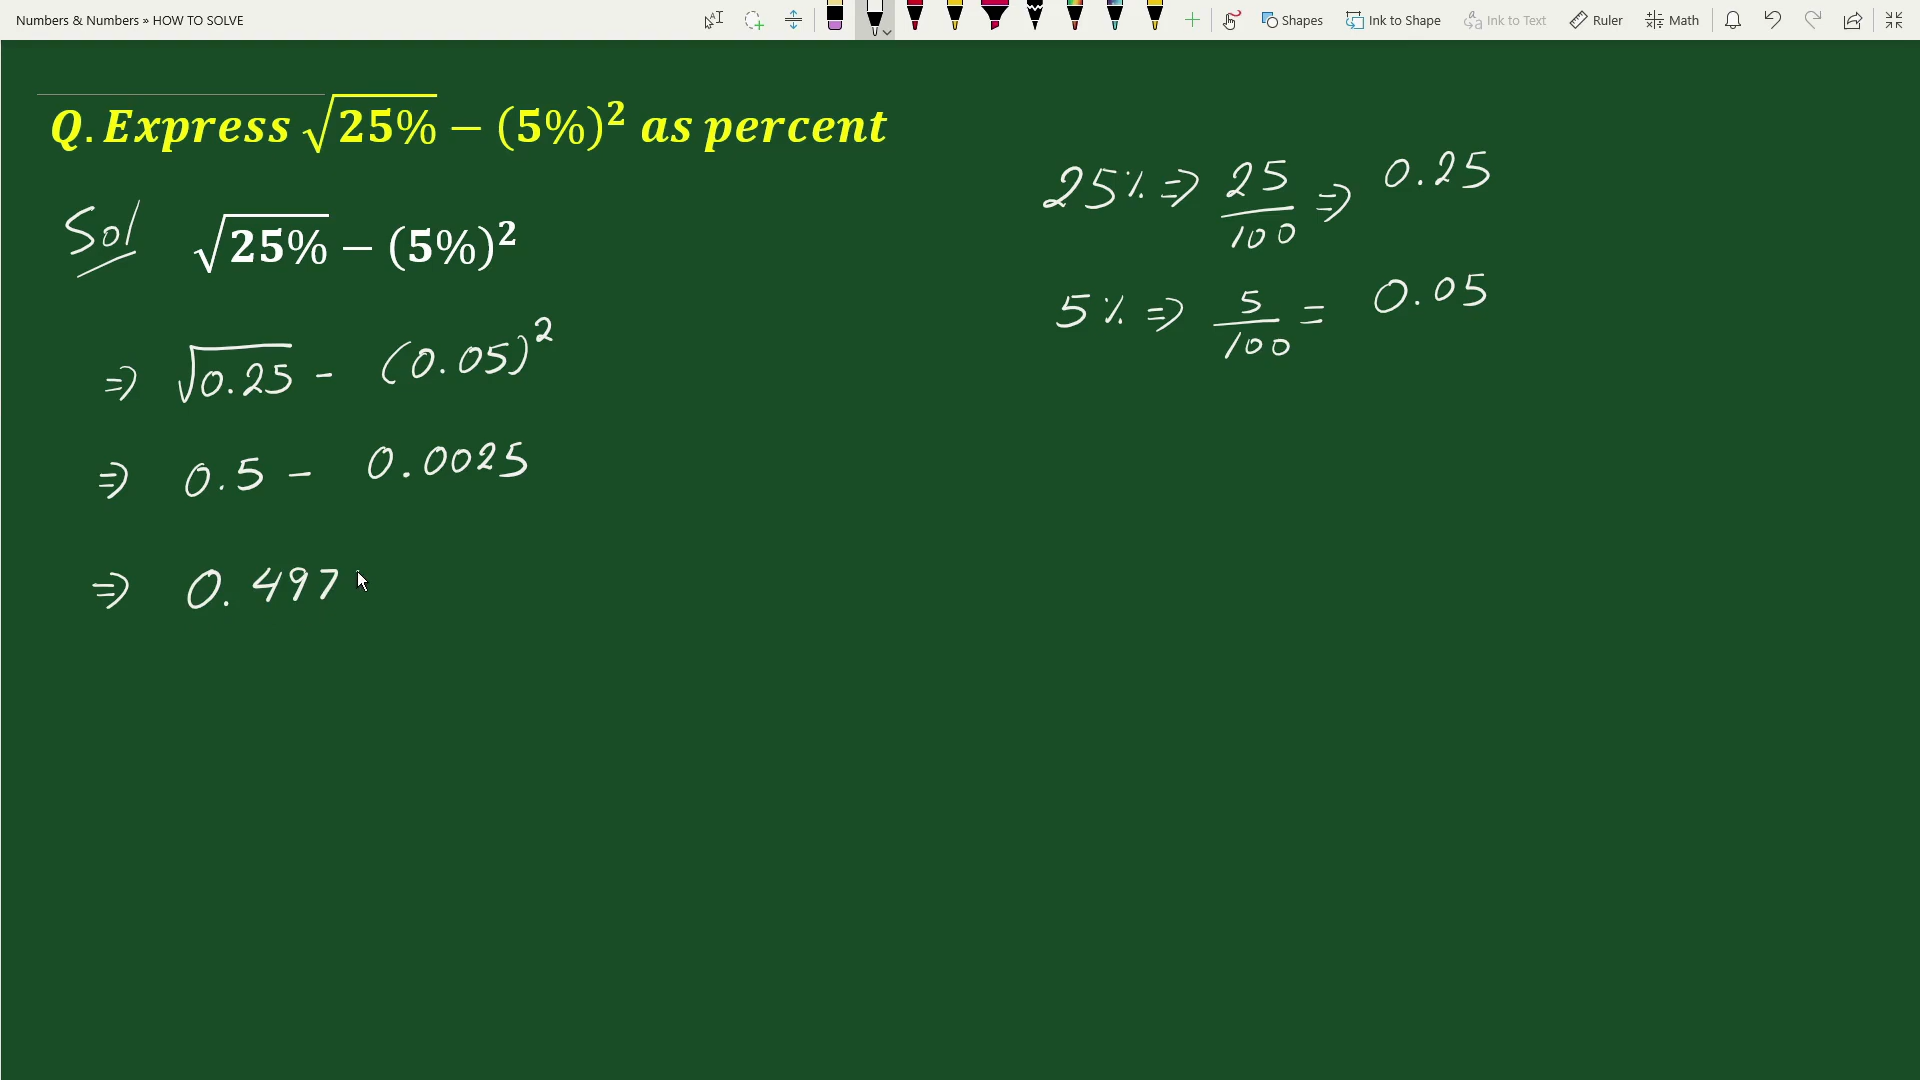 Numbers & Numbers » HOW TO SOLVE
Shapes Ink to Shape Ink to Text Ruler Math
Q. Express √25% − (5%)² as percent
Sol √25% − (5%)²
⇒ √0.25 - (0.05)²
⇒ 0.5 - 0.0025
⇒ 0.497
25% ⇒ 25/100 ⇒ 0.25
5% ⇒ 5/100 = 0.05